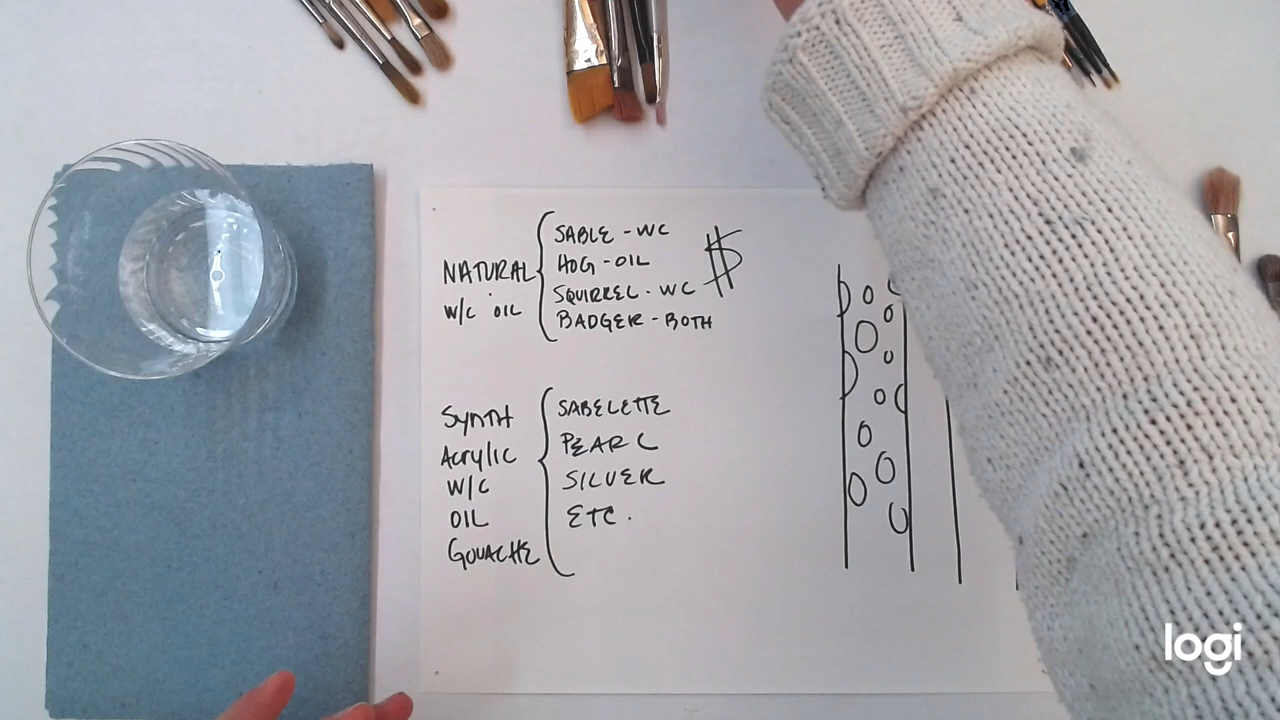 NATURAL
W/C OIL
SABLE - WC
HOG - OIL
SQUIRREL - WC
BADGER - BOTH
$
SYNTH
Acrylic
W/C
OIL
GOUACHE
SABELETTE
PEARL
SILVER
ETC.
logi